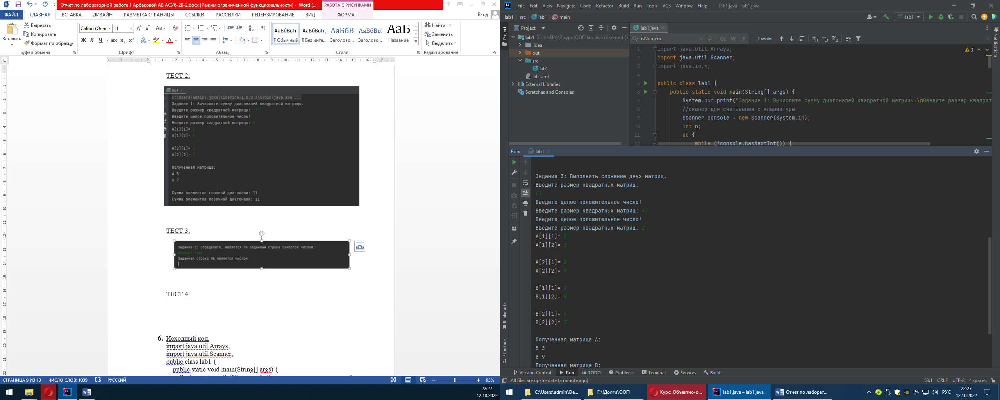 Отчет по лабораторной работе 1 Арбаковой АВ АСУб-20-2.docx [Режим ограниченной функциональности] - Word (...
РАБОТА С РИСУНКАМИ
ФАЙЛ ГЛАВНАЯ ВСТАВКА ДИЗАЙН РАЗМЕТКА СТРАНИЦЫ ССЫЛКИ РАССЫЛКИ РЕЦЕНЗИРОВАНИЕ ВИД ФОРМАТ Вход
Вставить
Вырезать
Копировать
Формат по образцу
Буфер обмена
Calibri (Оснс 11
Шрифт
Абзац
АаБбВвГг, АаБбВвГг, АаБбВ АаБбВв: АаБ
¶ Обычный ¶ Без инте... Заголово... Заголово... Название
Стили
Найти
Заменить
Выделить
Редактирование
ТЕСТ 2:
lab1
C:\Users\admin\.jdks\liberica-1.8.0_345\bin\java.exe ...
Задание 1: Вычислите сумму диагоналей квадратной матрицы.
Введите размер квадратной матрицы: !!!
Введите целое положительное число!
Введите размер квадратной матрицы: 2
A[1][1]= 4
A[1][2]= 5
A[2][1]= 6
A[2][2]= 7
Полученная матрица:
4 5
6 7
Сумма элементов главной диагонали: 11
Сумма элементов побочной диагонали: 11
ТЕСТ 3:
Задание 2: Определите, является ли заданная строка символов числом:
Заданная строка НЕ является числом
ТЕСТ 4:
6. Исходный код.
import java.util.Arrays;
import java.util.Scanner;
public class lab1 {
public static void main(String[] args) {
СТРАНИЦА 9 ИЗ 13 ЧИСЛО СЛОВ: 1039 РУССКИЙ 93%
22:27
12.10.2022
File Edit View Navigate Code Refactor Build Run Tools VCS Window Help lab1.java - lab1.java
lab1 src lab1 main
lab1
Project
lab1 D:\!УЧЕБА\2 курс\ООП lab Java (3 semestr)\
.idea
out
src
lab1
lab1.iml
External Libraries
Scratches and Consoles
lab1.java
isNumeric Cc W 2 results
1 import java.util.Arrays;
2 import java.util.Scanner;
3 import java.io.*;
4
5 public class lab1 {
6 public static void main(String[] args) {
7 System.out.print("Задание 1: Вычислите сумму диагоналей квадратной матрицы.\nВведите размер квадрат
8 //сканер для считывания с клавиатуры
9 Scanner console = new Scanner(System.in);
10 int n;
11 do {
12 while (!console.hasNextInt()) {
3
Project
Bookmarks
Structure
Notifications
Run: lab1
Задание 3: Выполнить сложение двух матриц.
Введите размер квадратных матриц:
()
Введите целое положительное число!
Введите размер квадратных матриц: *?
Введите целое положительное число!
Введите размер квадратных матриц: 2
A[1][1]= 5
A[1][2]= 3
A[2][1]= 8
A[2][2]= 9
B[1][1]= 2
B[1][2]= 9
B[2][1]= 4
B[2][2]= 7
Полученная матрица А:
5 3
8 9
Полученная матрица В:
Version Control Run TODO Problems Terminal Services Build
All files are up-to-date (a minute ago) 53:1 CRLF UTF-8 4 spaces
C:\Users\admin\De... F:\!Долги\ООП Курс: Объектно-о... lab1.java – lab1.java Отчет по лаборат... РУС
22:27
12.10.2022